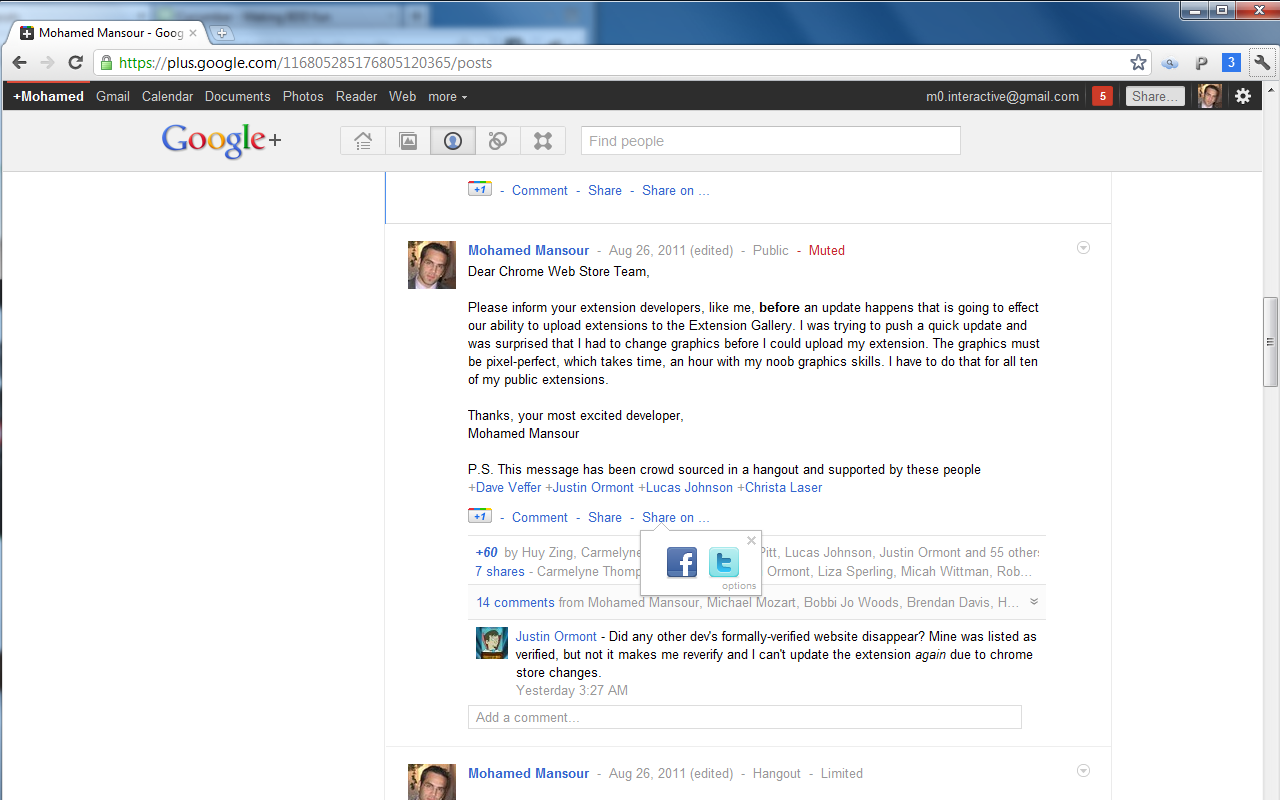 Mohamed Mansour - Goog
https://plus.google.com/116805285176805120365/posts
3
+Mohamed Gmail Calendar Documents Photos Reader Web more
m0.interactive@gmail.com 5 Share...
Google+
Find people
+1 - Comment - Share - Share on ...
Mohamed Mansour - Aug 26, 2011 (edited) - Public - Muted
Dear Chrome Web Store Team,
Please inform your extension developers, like me, before an update happens that is going to effect
our ability to upload extensions to the Extension Gallery. I was trying to push a quick update and
was surprised that I had to change graphics before I could upload my extension. The graphics must
be pixel-perfect, which takes time, an hour with my noob graphics skills. I have to do that for all ten
of my public extensions.
Thanks, your most excited developer,
Mohamed Mansour
P.S. This message has been crowd sourced in a hangout and supported by these people
+Dave Veffer +Justin Ormont +Lucas Johnson +Christa Laser
+1 - Comment - Share - Share on ...
options
+60 by Huy Zing, Carmelyne Pitt, Lucas Johnson, Justin Ormont and 55 others
7 shares - Carmelyne Thomp Ormont, Liza Sperling, Micah Wittman, Rob...
14 comments from Mohamed Mansour, Michael Mozart, Bobbi Jo Woods, Brendan Davis, H...
Justin Ormont - Did any other dev's formally-verified website disappear? Mine was listed as
verified, but not it makes me reverify and I can't update the extension again due to chrome
store changes.
Yesterday 3:27 AM
Add a comment...
Mohamed Mansour - Aug 26, 2011 (edited) - Hangout - Limited